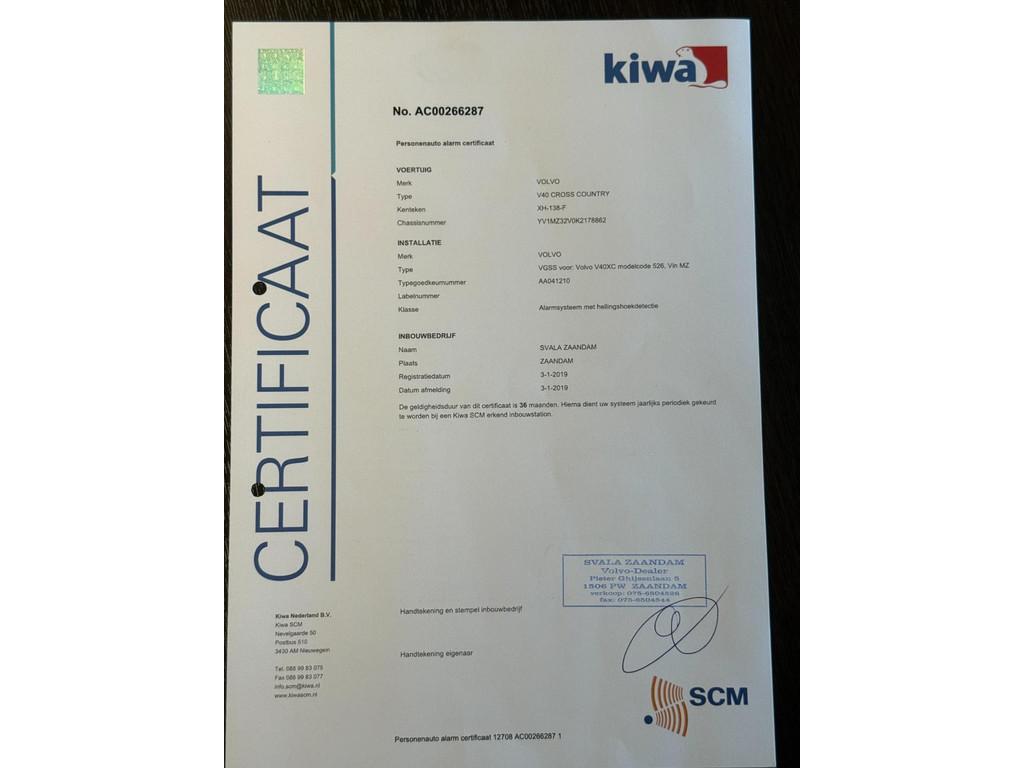 kiwa
No. AC00266287
Personenauto alarm certificaat
VOERTUIG
Merk VOLVO
Type V40 CROSS COUNTRY
Kenteken XH-138-F
Chassisnummer YV1MZ32V0K2178862
INSTALLATIE
Merk VOLVO
Type VGSS voor: Volvo V40XC modelcode 526, Vin MZ
Typegoedkeurnummer AA041210
Labelnummer
Klasse Alarmsysteem met hellingshoekdetectie
INBOUWBEDRIJF
Naam SVALA ZAANDAM
Plaats ZAANDAM
Registratiedatum 3-1-2019
Datum afmelding 3-1-2019
De geldigheidsduur van dit certificaat is 36 maanden. Hierna dient uw systeem jaarlijks periodiek gekeurd
te worden bij een Kiwa SCM erkend inbouwstation.
CERTIFICAAT
SVALA ZAANDAM
Volvo-Dealer
Pieter Ghijsenlaan 5
1506 PW ZAANDAM
verkoop: 075-6504526
fax: 075-6504544
Handtekening en stempel inbouwbedrijf
Handtekening eigenaar
Kiwa Nederland B.V.
Kiwa SCM
Nevelgaarde 50
Postbus 510
3430 AM Nieuwegein
Tel. 088 99 83 075
Fax 088 99 83 077
info.scm@kiwa.nl
www.kiwascm.nl
SCM
Personenauto alarm certificaat 12708 AC00266287 1